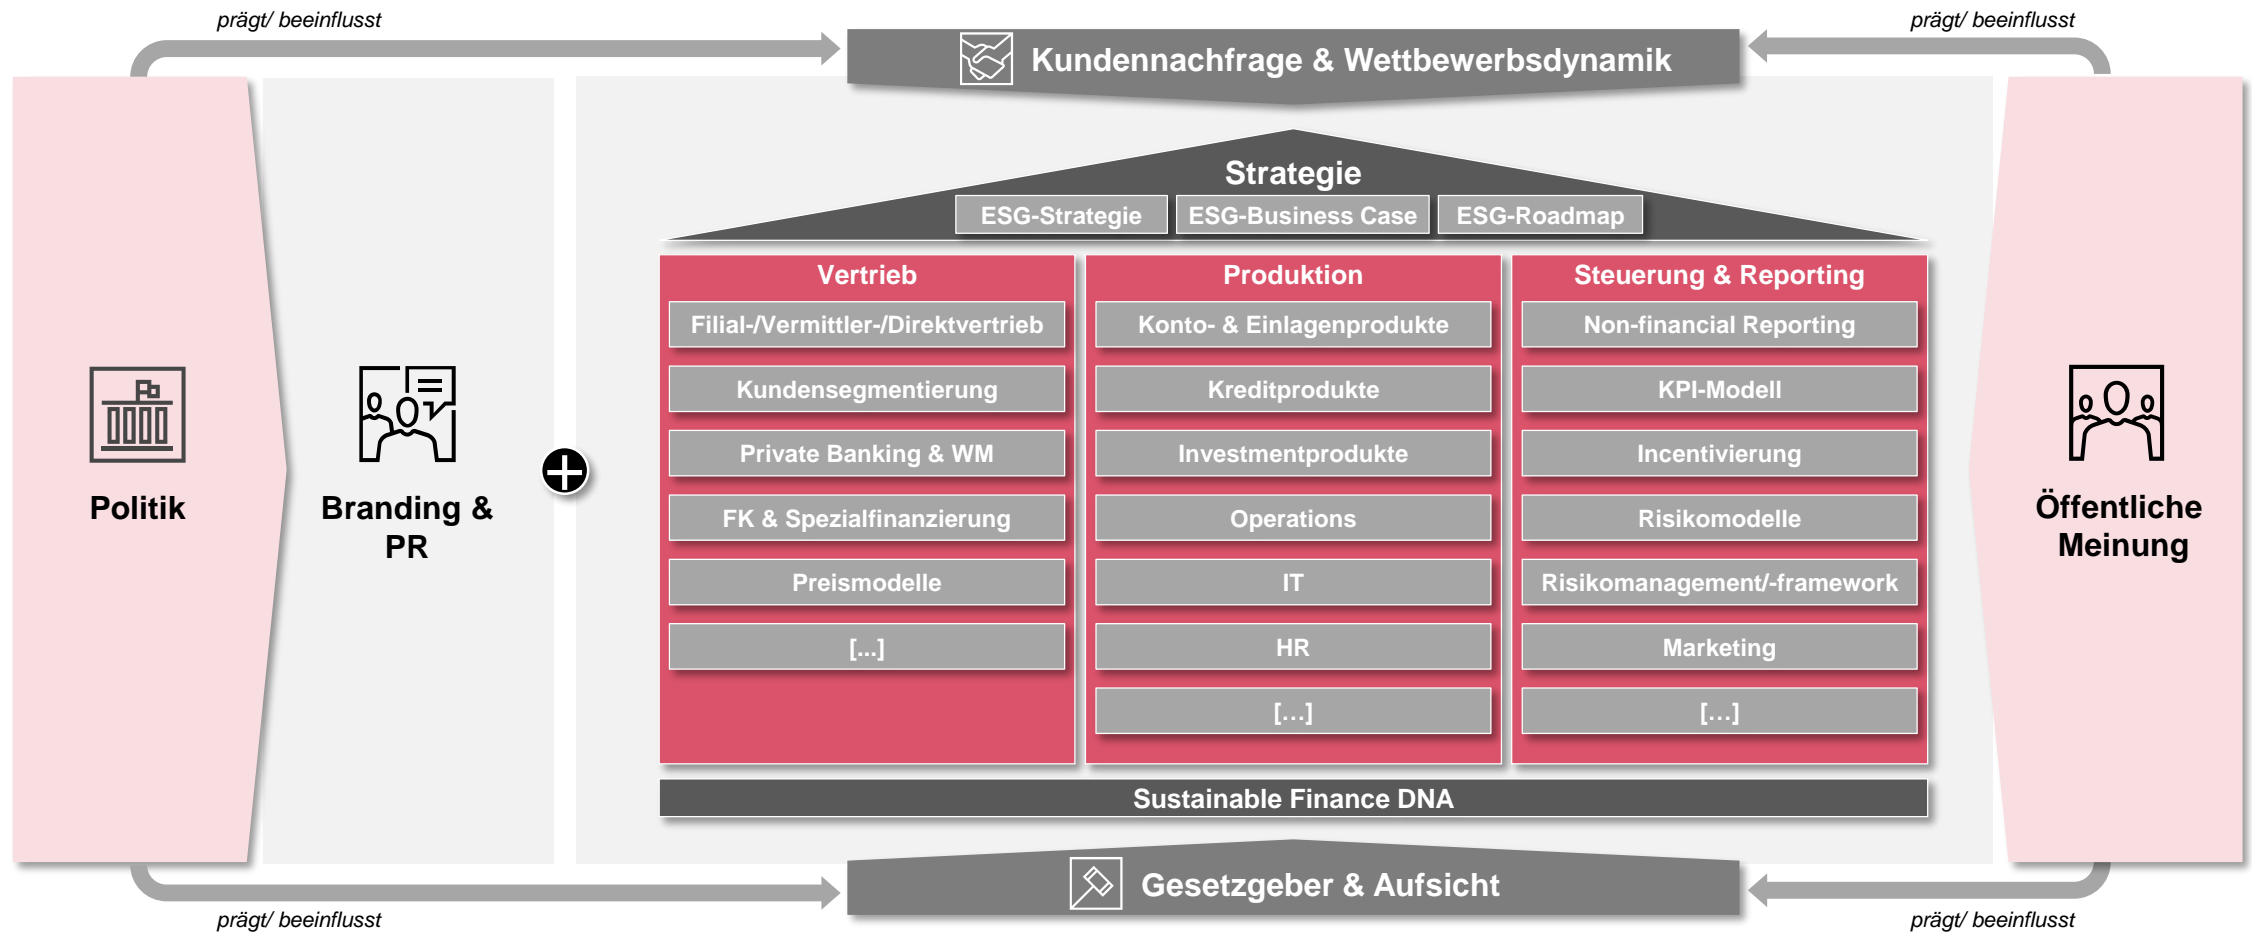 prägt/ beeinflusst
prägt/ beeinflusst
Kundennachfrage & Wettbewerbsdynamik
Strategie
ESG-Strategie
ESG-Business Case
ESG-Roadmap
Politik
Branding &
PR
Vertrieb
Filial-/Vermittler-/Direktvertrieb
Kundensegmentierung
Private Banking & WM
FK & Spezialfinanzierung
Preismodelle
[...]
Produktion
Konto- & Einlagenprodukte
Kreditprodukte
Investmentprodukte
Operations
IT
HR
[...]
Steuerung & Reporting
Non-financial Reporting
KPI-Modell
Incentivierung
Risikomodelle
Risikomanagement/-framework
Marketing
[...]
Öffentliche
Meinung
Sustainable Finance DNA
Gesetzgeber & Aufsicht
prägt/ beeinflusst
prägt/ beeinflusst